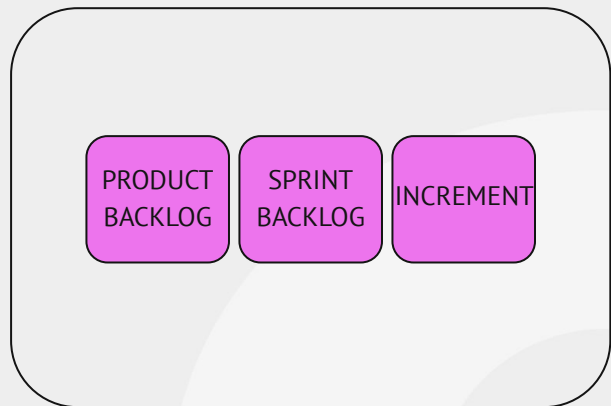 PRODUCT
BACKLOG
SPRINT
BACKLOG
INCREMENT